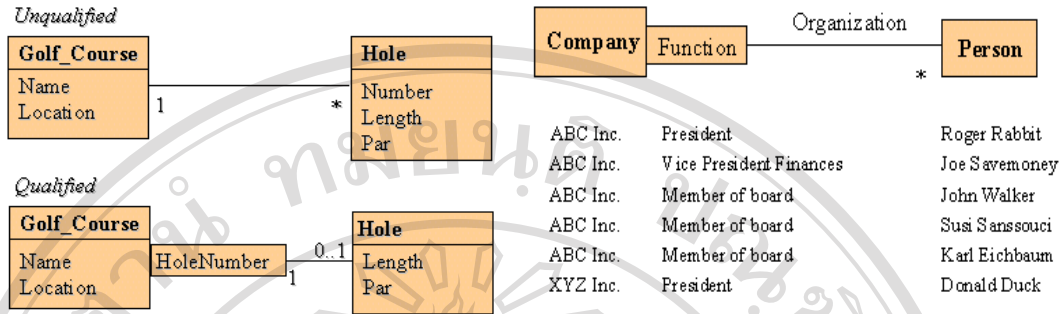 Unqualified
Golf_Course
Name
Location
1
*
Hole
Number
Length
Par
Qualified
Golf_Course
Name
Location
HoleNumber
1
0..1
Hole
Length
Par
Company
Function
Organization
*
Person
ABC Inc. President Roger Rabbit
ABC Inc. Vice President Finances Joe Savemoney
ABC Inc. Member of board John Walker
ABC Inc. Member of board Susi Sanssouci
ABC Inc. Member of board Karl Eichbaum
XYZ Inc. President Donald Duck